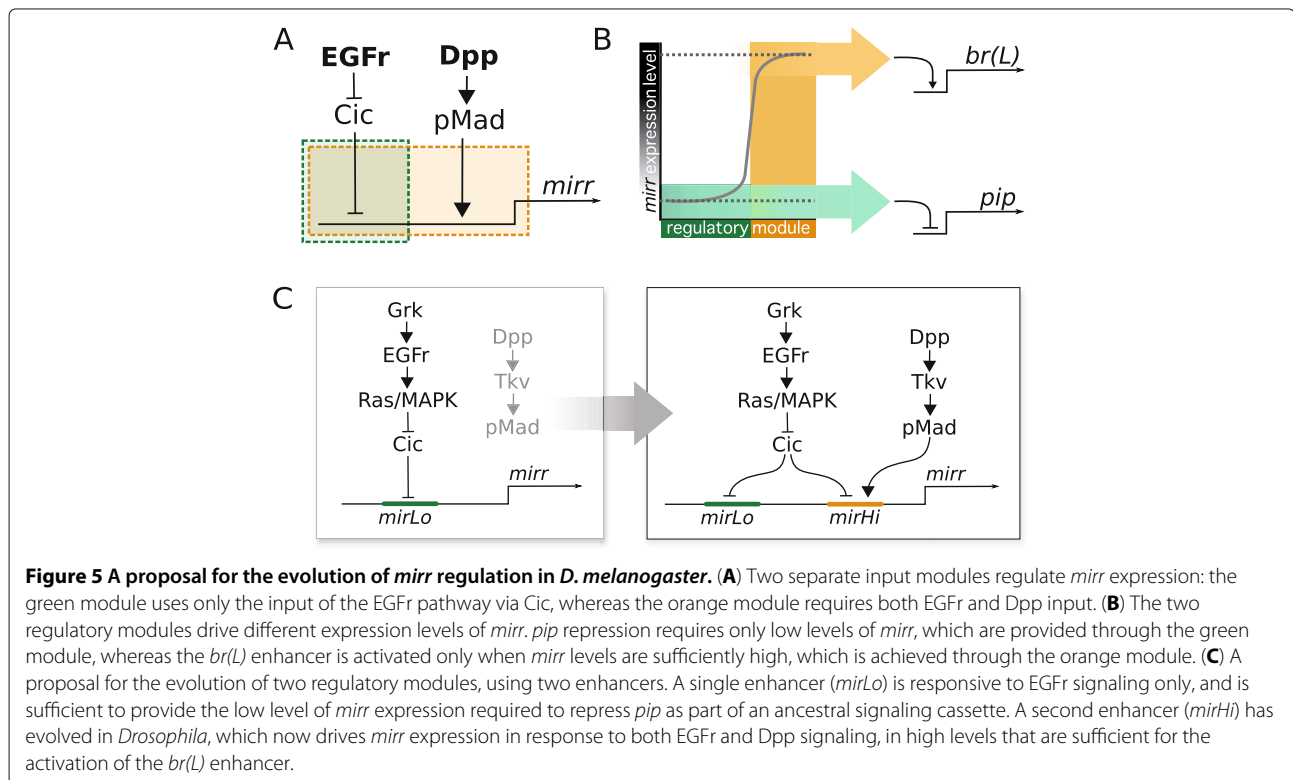 A
EGFr
Dpp
Cic
pMad
mirr
B
mirr expression level
regulatory module
br(L)
pip
C
Grk
EGFr
Ras/MAPK
Cic
Dpp
Tkv
pMad
mirr
mirLo
Grk
EGFr
Ras/MAPK
Cic
Dpp
Tkv
pMad
mirr
mirLo
mirHi
Figure 5 A proposal for the evolution of mirr regulation in D. melanogaster. (A) Two separate input modules regulate mirr expression: the
green module uses only the input of the EGFr pathway via Cic, whereas the orange module requires both EGFr and Dpp input. (B) The two
regulatory modules drive different expression levels of mirr. pip repression requires only low levels of mirr, which are provided through the green
module, whereas the br(L) enhancer is activated only when mirr levels are sufficiently high, which is achieved through the orange module. (C) A
proposal for the evolution of two regulatory modules, using two enhancers. A single enhancer (mirLo) is responsive to EGFr signaling only, and is
sufficient to provide the low level of mirr expression required to repress pip as part of an ancestral signaling cassette. A second enhancer (mirHi) has
evolved in Drosophila, which now drives mirr expression in response to both EGFr and Dpp signaling, in high levels that are sufficient for the
activation of the br(L) enhancer.